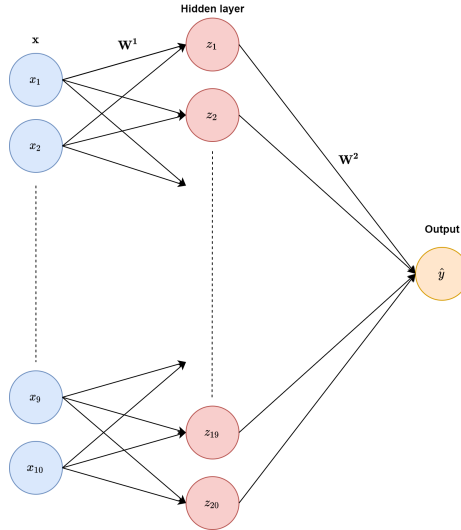 Hidden layer
x
W¹
z₁
x₁
z₂
x₂
W²
Output
ŷ
x₉
z₁₉
x₁₀
z₂₀